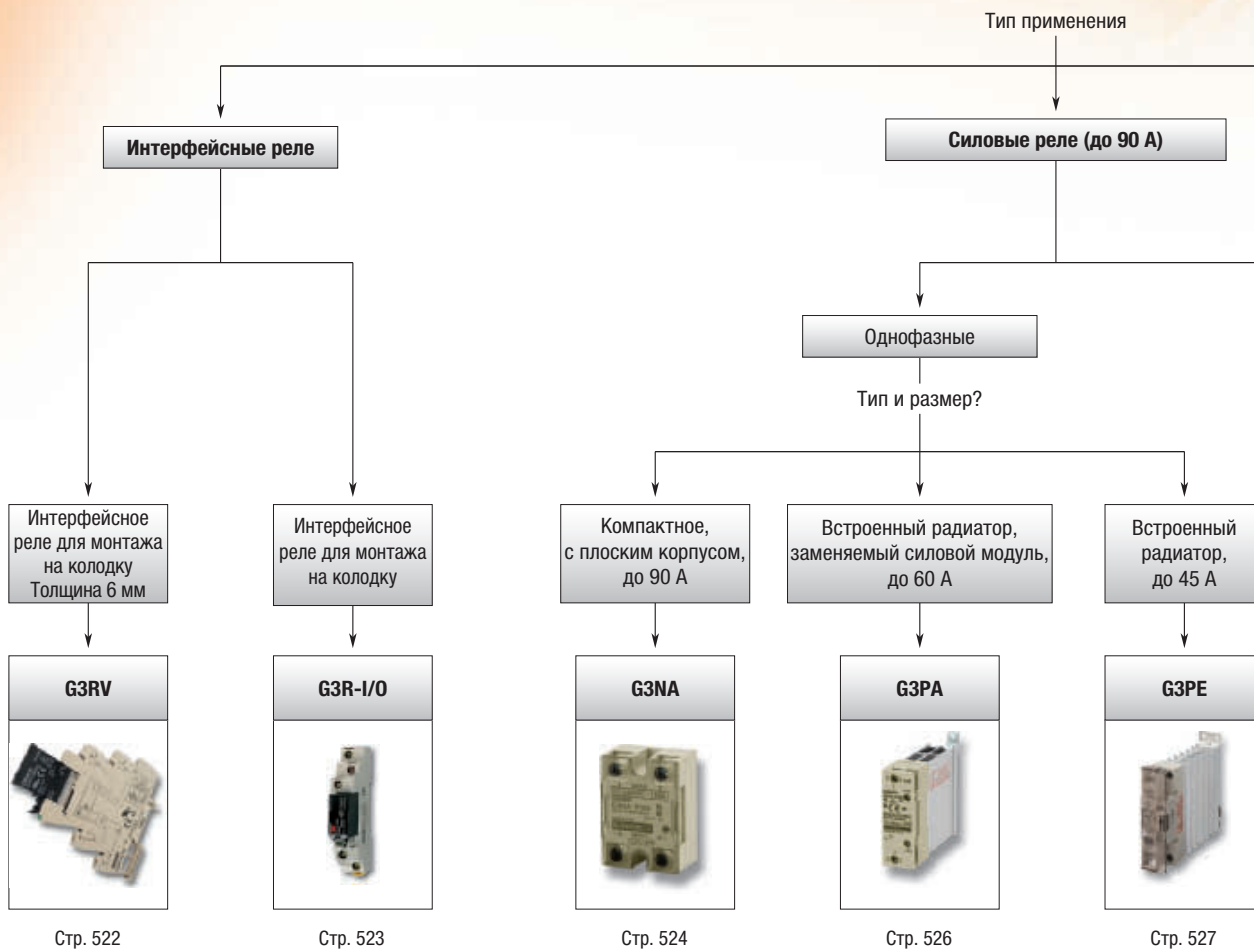 Тип применения
Интерфейсные реле
Силовые реле (до 90 А)
Однофазные
Тип и размер?
Интерфейсное
реле для монтажа
на колодку
Толщина 6 мм
Интерфейсное
реле для монтажа
на колодку
Компактное,
с плоским корпусом,
до 90 А
Встроенный радиатор,
заменяемый силовой модуль,
до 60 А
Встроенный
радиатор,
до 45 А
G3RV
G3R-I/O
G3NA
G3PA
G3PE
Стр. 522
Стр. 523
Стр. 524
Стр. 526
Стр. 527